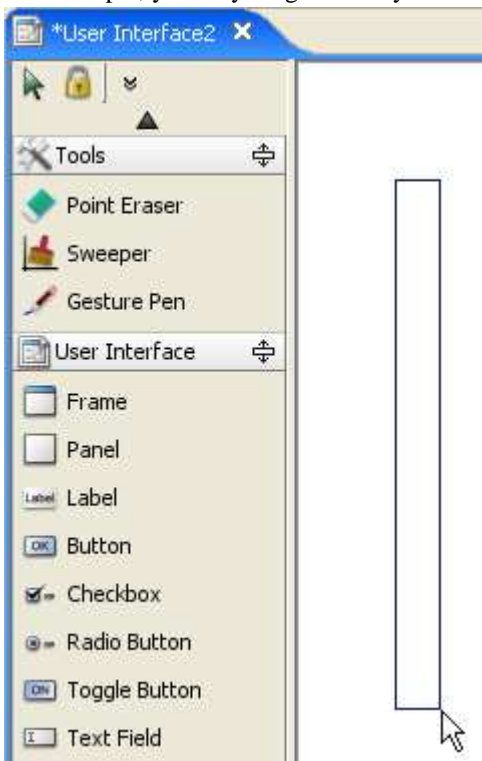 *User Interface2
Tools
Point Eraser
Sweeper
Gesture Pen
User Interface
Frame
Panel
Label Label
OK Button
Checkbox
Radio Button
ON Toggle Button
I Text Field